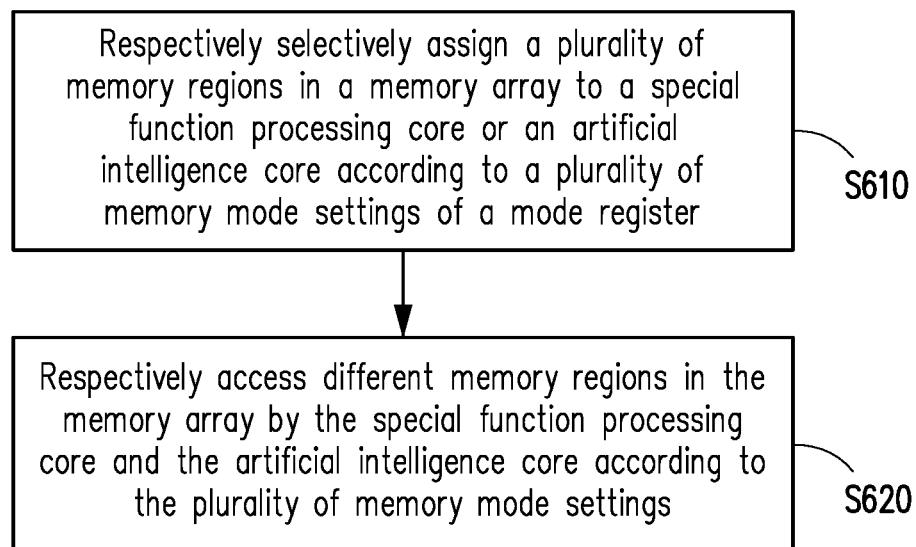 Respectively selectively assign a plurality of
memory regions in a memory array to a special
function processing core or an artificial
intelligence core according to a plurality of
memory mode settings of a mode register
S610
Respectively access different memory regions in the
memory array by the special function processing
core and the artificial intelligence core according to
the plurality of memory mode settings
S620